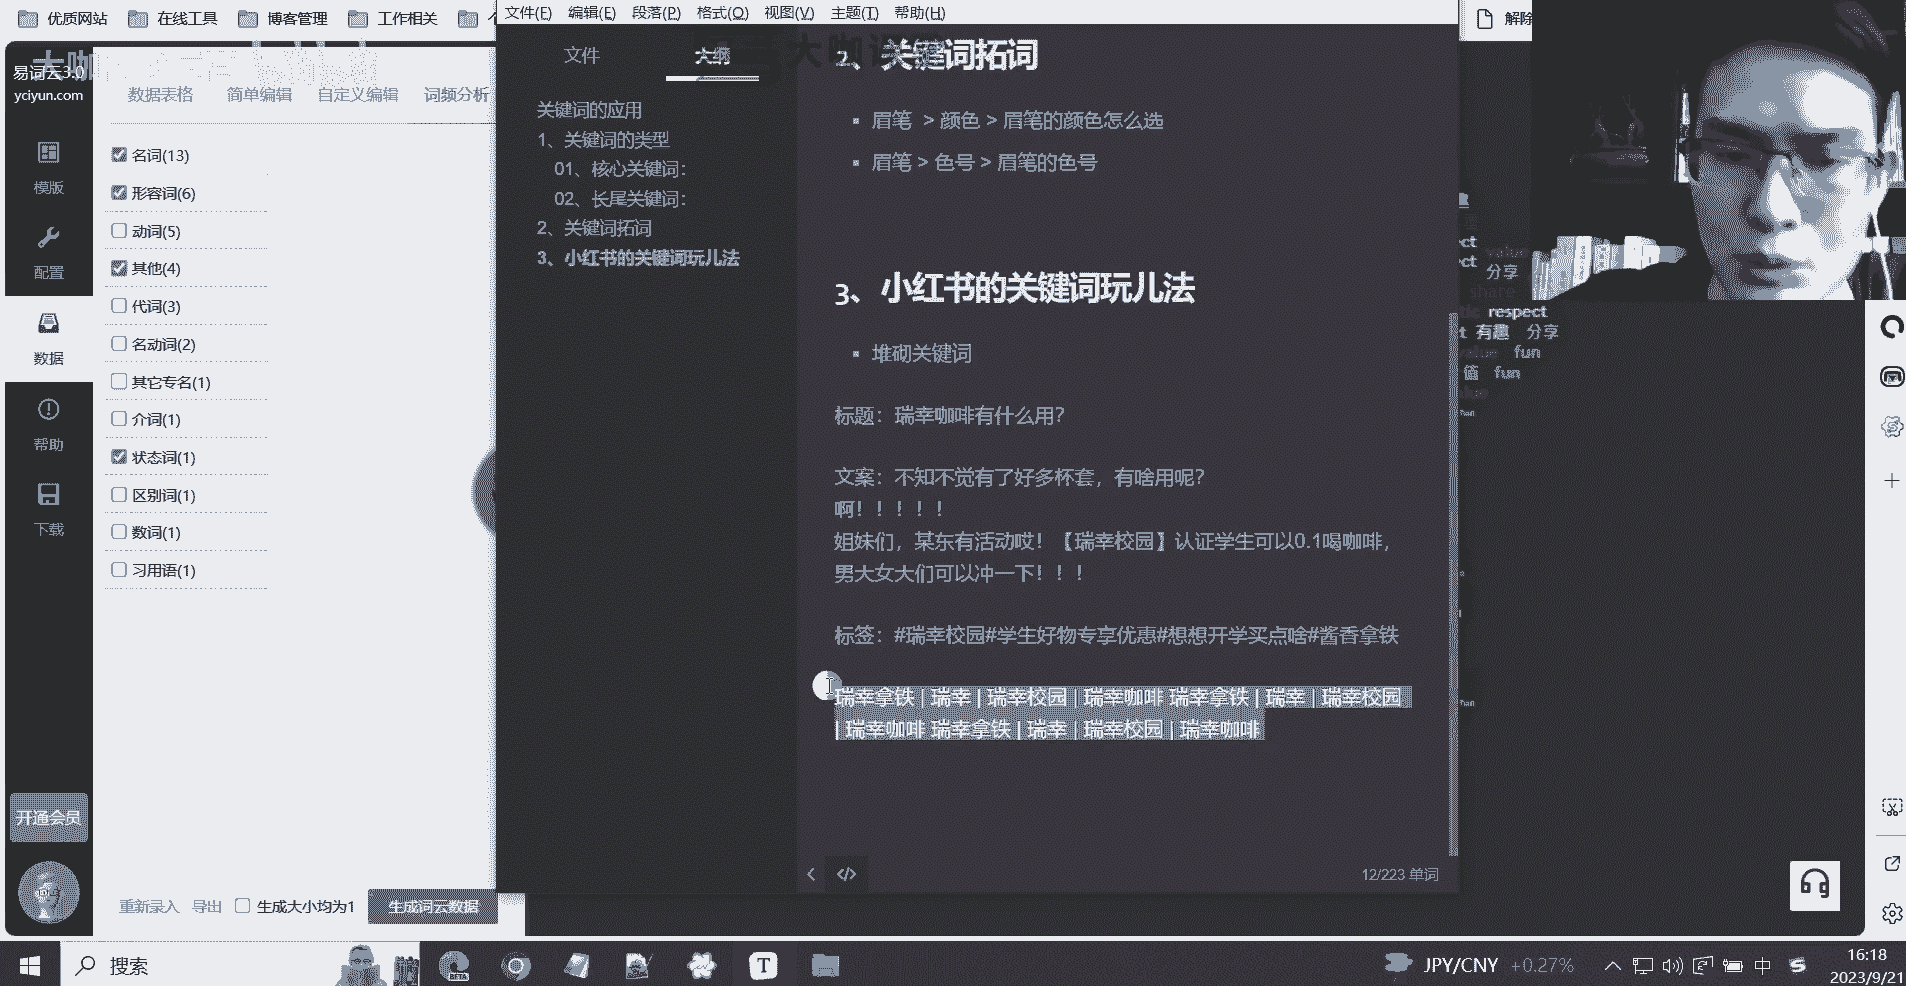 优质网站
在线工具
博客管理
工作相关
文件(F) 编辑(E) 段落(P) 格式(O) 视图(V) 主题(T) 帮助(H)
解除
易词云3.0
yciyun.com
数据表格 简单编辑 自定义编辑 词频分析
模版
配置
数据
帮助
下载
开通会员
名词(13)
形容词(6)
动词(5)
其他(4)
代词(3)
名动词(2)
其它专名(1)
介词(1)
状态词(1)
区别词(1)
数词(1)
习用语(1)
重新录入 导出 生成大小均为1 生成词云数据
文件 大纲
关键词的应用
1、关键词的类型
01、核心关键词：
02、长尾关键词：
2、关键词拓词
3、小红书的关键词玩儿法
2、关键词拓词
眉笔 > 颜色 > 眉笔的颜色怎么选
眉笔 > 色号 > 眉笔的色号
3、小红书的关键词玩儿法
堆砌关键词
标题：瑞幸咖啡有什么用？
文案：不知不觉有了好多杯套，有啥用呢？
啊！！！！！
姐妹们，某东有活动哎！【瑞幸校园】认证学生可以0.1喝咖啡，
男大女大们可以冲一下！！！
标签：#瑞幸校园#学生好物专享优惠#想想开学买点啥#酱香拿铁
瑞幸拿铁 | 瑞幸 | 瑞幸校园 | 瑞幸咖啡 瑞幸拿铁 | 瑞幸 | 瑞幸校园
| 瑞幸咖啡 瑞幸拿铁 | 瑞幸 | 瑞幸校园 | 瑞幸咖啡
12/223 单词
value
分享
share
respect
有趣 分享
fun
值 fun
搜索
JPY/CNY +0.27%
中
16:18
2023/9/21